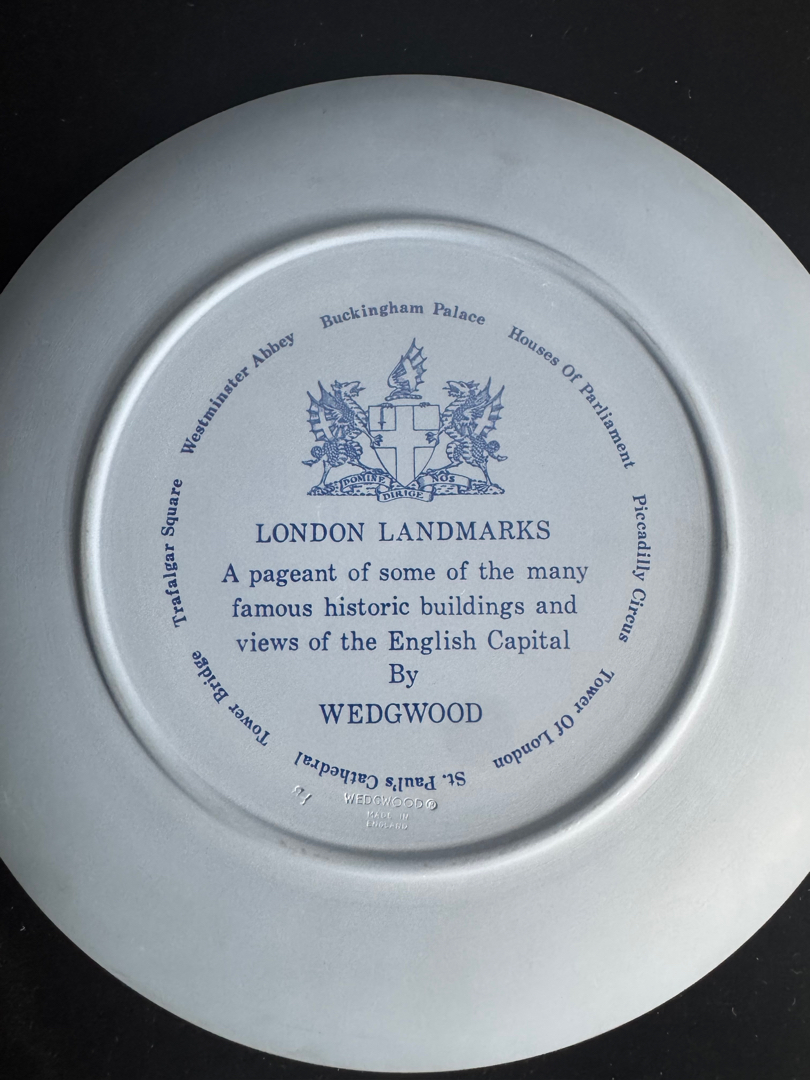 Buckingham Palace
Houses Of Parliament
Piccadilly Circus
Tower Of London
St. Paul's Cathedral
Tower Bridge
Trafalgar Square
Westminster Abbey
DOMINE DIRIGE NOS
LONDON LANDMARKS
A pageant of some of the many
famous historic buildings and
views of the English Capital
By
WEDGWOOD
WEDGWOOD®
MADE IN
ENGLAND